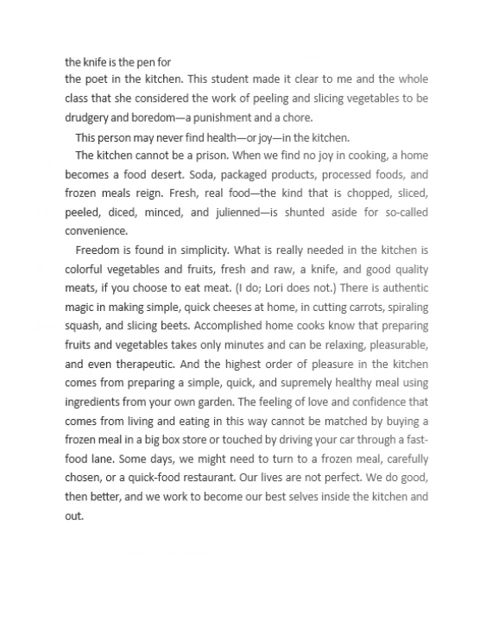 the knife is the pen for
the poet in the kitchen. This student made it clear to me and the whole
class that she considered the work of peeling and slicing vegetables to be
drudgery and boredom—a punishment and a chore.
This person may never find health—or joy—in the kitchen.
The kitchen cannot be a prison. When we find no joy in cooking, a home
becomes a food desert. Soda, packaged products, processed foods, and
frozen meals reign. Fresh, real food—the kind that is chopped, sliced,
peeled, diced, minced, and julienned—is shunted aside for so-called
convenience.
Freedom is found in simplicity. What is really needed in the kitchen is
colorful vegetables and fruits, fresh and raw, a knife, and good quality
meats, if you choose to eat meat. (I do; Lori does not.) There is authentic
magic in making simple, quick cheeses at home, in cutting carrots, spiraling
squash, and slicing beets. Accomplished home cooks know that preparing
fruits and vegetables takes only minutes and can be relaxing, pleasurable,
and even therapeutic. And the highest order of pleasure in the kitchen
comes from preparing a simple, quick, and supremely healthy meal using
ingredients from your own garden. The feeling of love and confidence that
comes from living and eating in this way cannot be matched by buying a
frozen meal in a big box store or touched by driving your car through a fast-
food lane. Some days, we might need to turn to a frozen meal, carefully
chosen, or a quick-food restaurant. Our lives are not perfect. We do good,
then better, and we work to become our best selves inside the kitchen and
out.